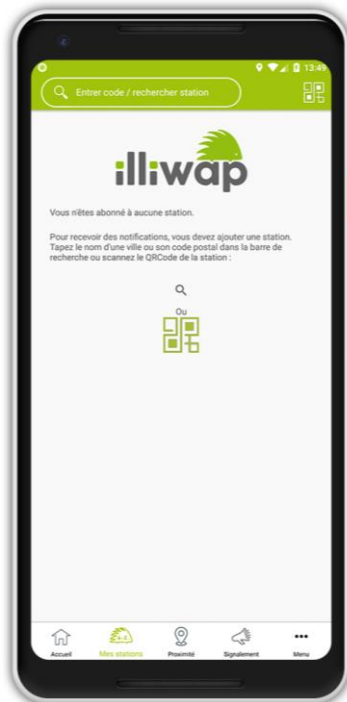 13:49
Entrer code / rechercher station
illiwap
Vous n'êtes abonné à aucune station.
Pour recevoir des notifications, vous devez ajouter une station.
Tapez le nom d'une ville ou son code postal dans la barre de
recherche ou scannez le QRCode de la station :
Ou
Accueil Mes stations Proximité Signalement Menu